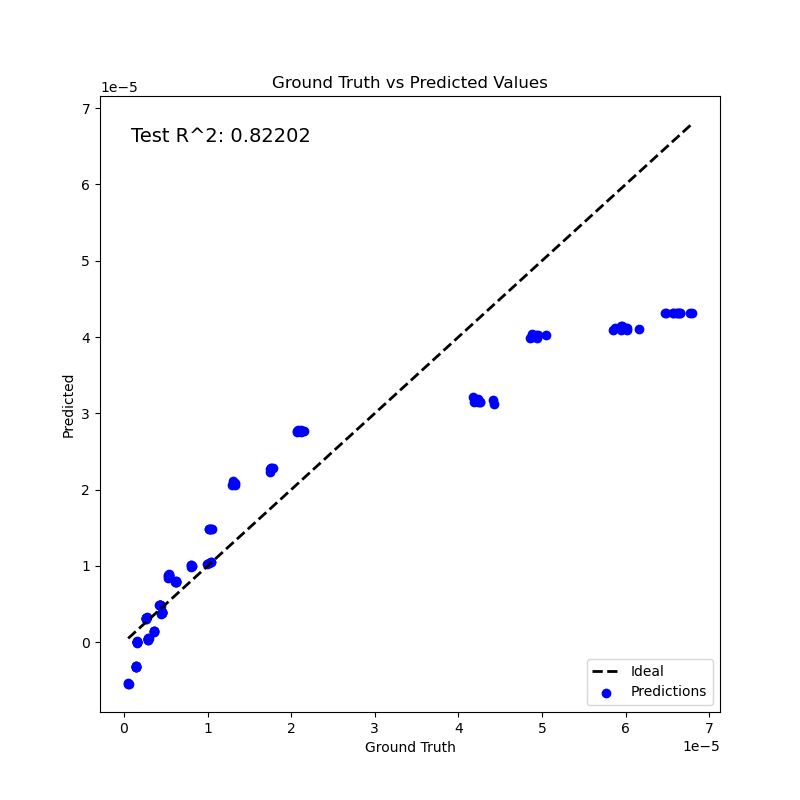 Ground Truth vs Predicted Values
1e−5
7
6
5
4
3
2
1
0
Test R^2: 0.82202
Predicted
Ideal
Predictions
0 1 2 3 4 5 6 7
1e−5
Ground Truth